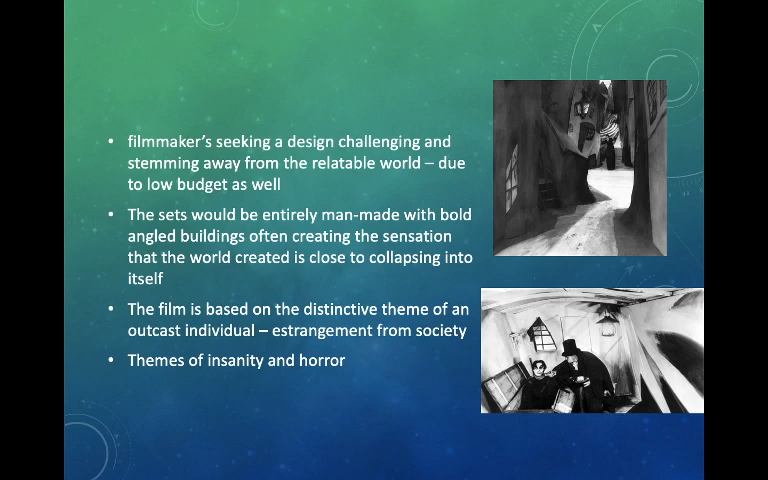 • filmmaker’s seeking a design challenging and
stemming away from the relatable world – due
to low budget as well
• The sets would be entirely man-made with bold
angled buildings often creating the sensation
that the world created is close to collapsing into
itself
• The film is based on the distinctive theme of an
outcast individual – estrangement from society
• Themes of insanity and horror